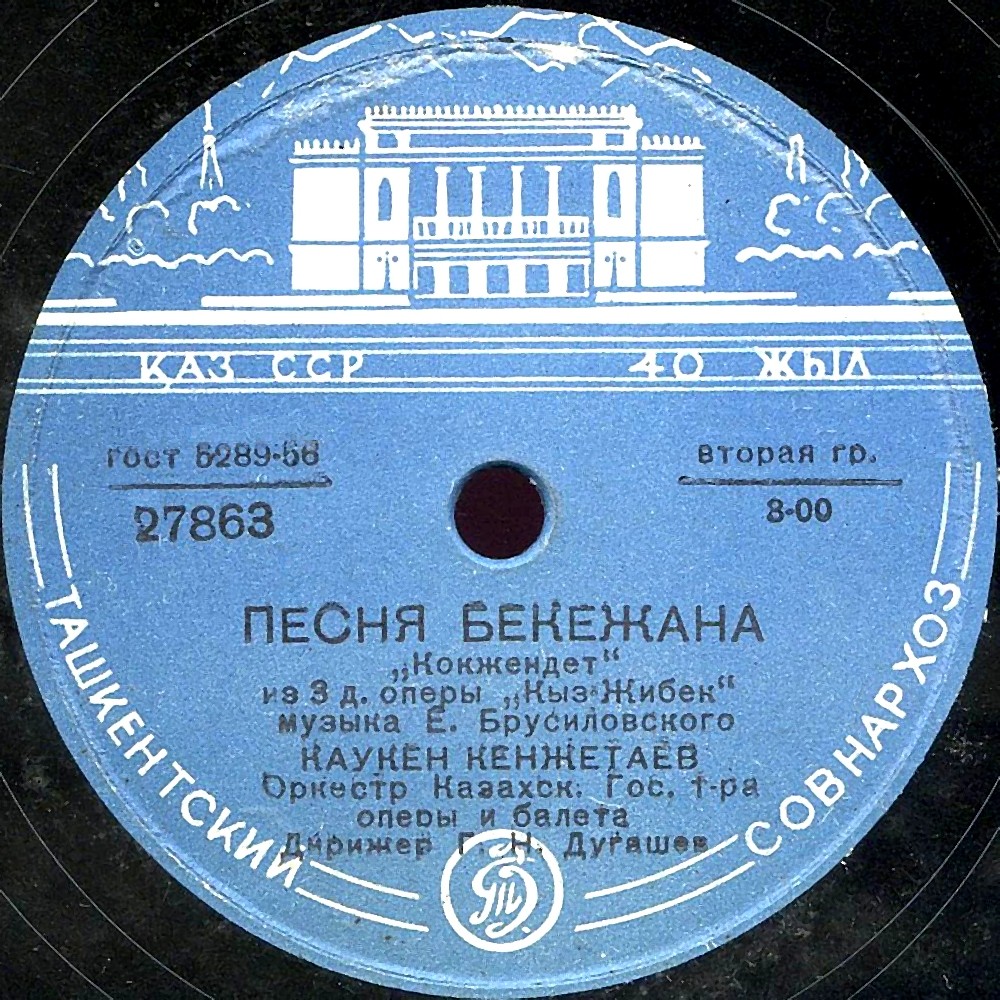 ҚАЗ ССР 40 ЖЫЛ
гост 5289-56
27863
вторая гр.
8-00
ПЕСНЯ БЕКЕЖАНА
„Кокжендет“
из 3 д. оперы „Кыз-Жибек“
музыка Е. Брусиловского
КАУКЕН КЕНЖЕТАЕВ
Оркестр Казахск. Гос. т-ра
оперы и балета
Дирижер Г. Н. Дугашев
ТАШКЕНТСКИЙ СОВНАРХОЗ